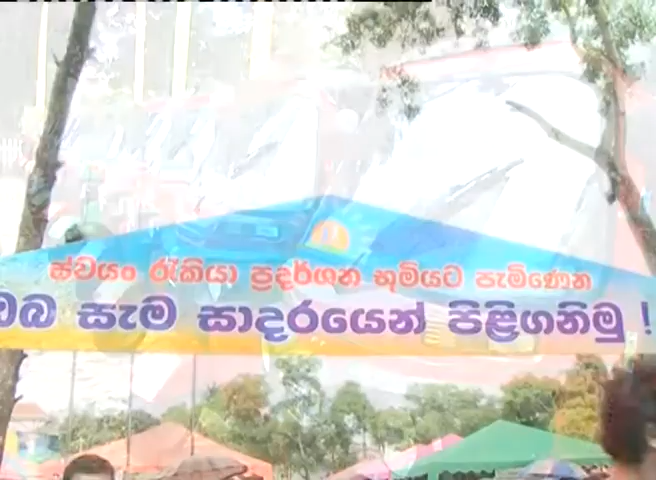 ස්වයං රැකියා ප්‍රදර්ශන භූමියට පැමිණෙන
ඔබ සැම සාදරයෙන් පිළිගනිමු !